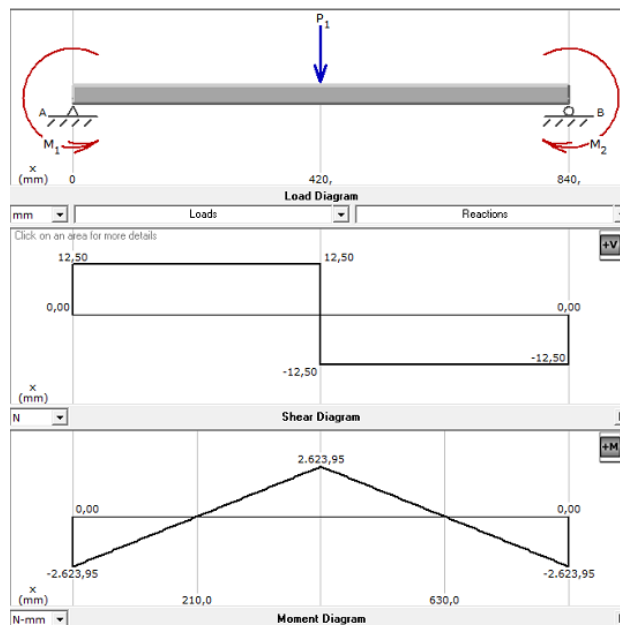 P1
A B
M1 M2
x
(mm) 0 420, 840,
Load Diagram
mm Loads Reactions
Click on an area for more details
+V
12,50 12,50
0,00 0,00
-12,50 -12,50
x
(mm)
N Shear Diagram
+M
2.623,95
0,00 0,00
-2.623,95 -2.623,95
x
(mm) 210,0 630,0
N-mm Moment Diagram